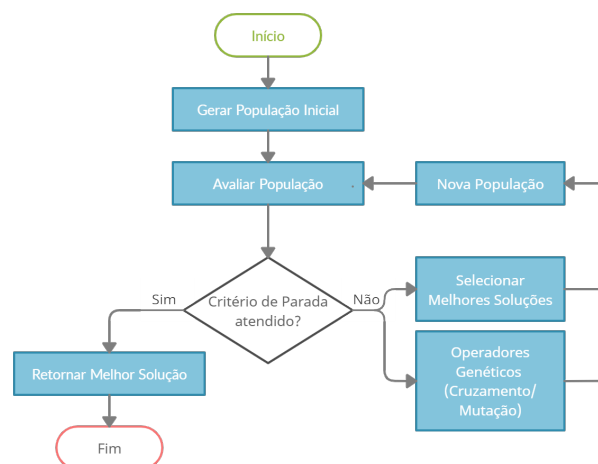 Início
Gerar População Inicial
Avaliar População
Nova População
Sim
Critério de Parada
atendido?
Não
Selecionar
Melhores Soluções
Operadores
Genéticos
(Cruzamento/
Mutação)
Retornar Melhor Solução
Fim